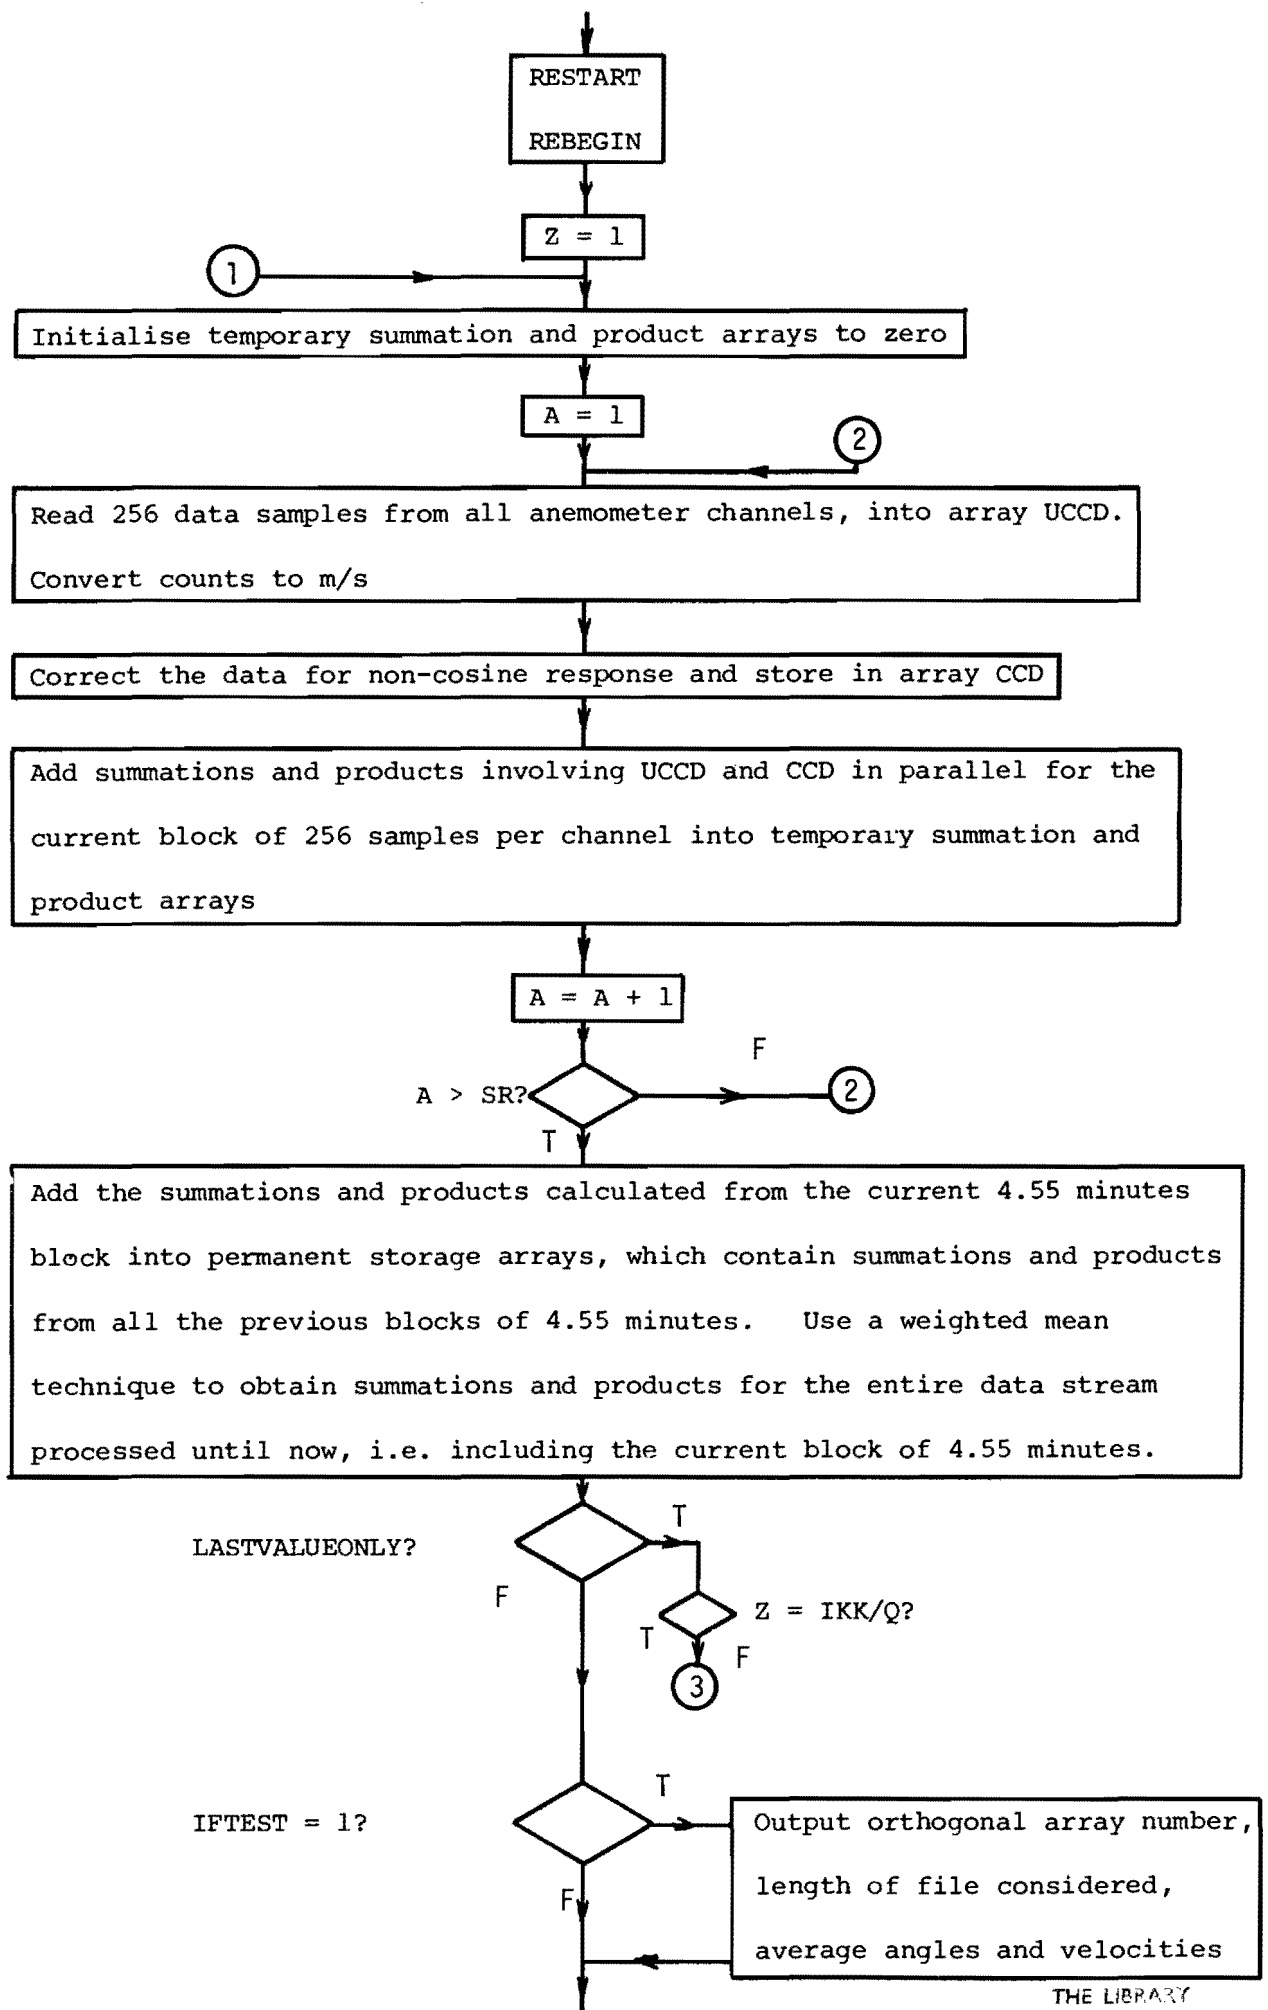 RESTART
REBEGIN
Z = 1
1
Initialise temporary summation and product arrays to zero
A = 1
2
Read 256 data samples from all anemometer channels, into array UCCD.
Convert counts to m/s
Correct the data for non-cosine response and store in array CCD
Add summations and products involving UCCD and CCD in parallel for the
current block of 256 samples per channel into temporary summation and
product arrays
A = A + 1
F
A > SR?
2
T
Add the summations and products calculated from the current 4.55 minutes
block into permanent storage arrays, which contain summations and products
from all the previous blocks of 4.55 minutes. Use a weighted mean
technique to obtain summations and products for the entire data stream
processed until now, i.e. including the current block of 4.55 minutes.
T
LASTVALUEONLY?
F
Z = IKK/Q?
T
F
3
T
IFTEST = 1?
Output orthogonal array number,
length of file considered,
average angles and velocities
F
THE LIBRARY